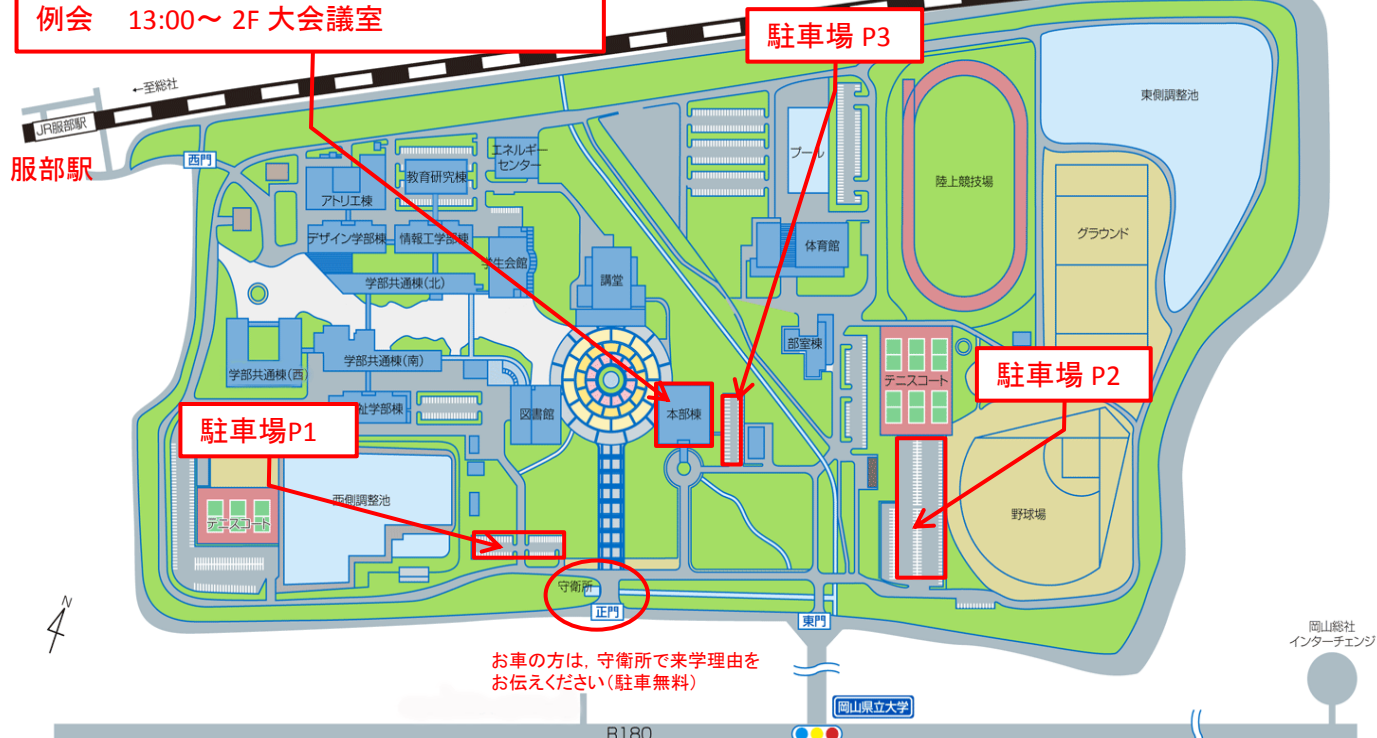 例会 13:00～ 2F 大会議室
駐車場 P3
←至総社
東側調整池
JR服部駅
服部駅
西門
エネルギー
センター
プール
教育研究棟
アトリエ棟
陸上競技場
グラウンド
デザイン学部棟
情報工学部棟
体育館
学生会館
講堂
学部共通棟(北)
部室棟
学部共通棟(南)
学部共通棟(西)
テニスコート
駐車場 P2
祉学部棟
図書館
本部棟
駐車場P1
西側調整池
テニスコート
野球場
守衛所
正門
東門
N
岡山総社
インターチェンジ
お車の方は，守衛所で来学理由を
お伝えください（駐車無料）
岡山県立大学
R180